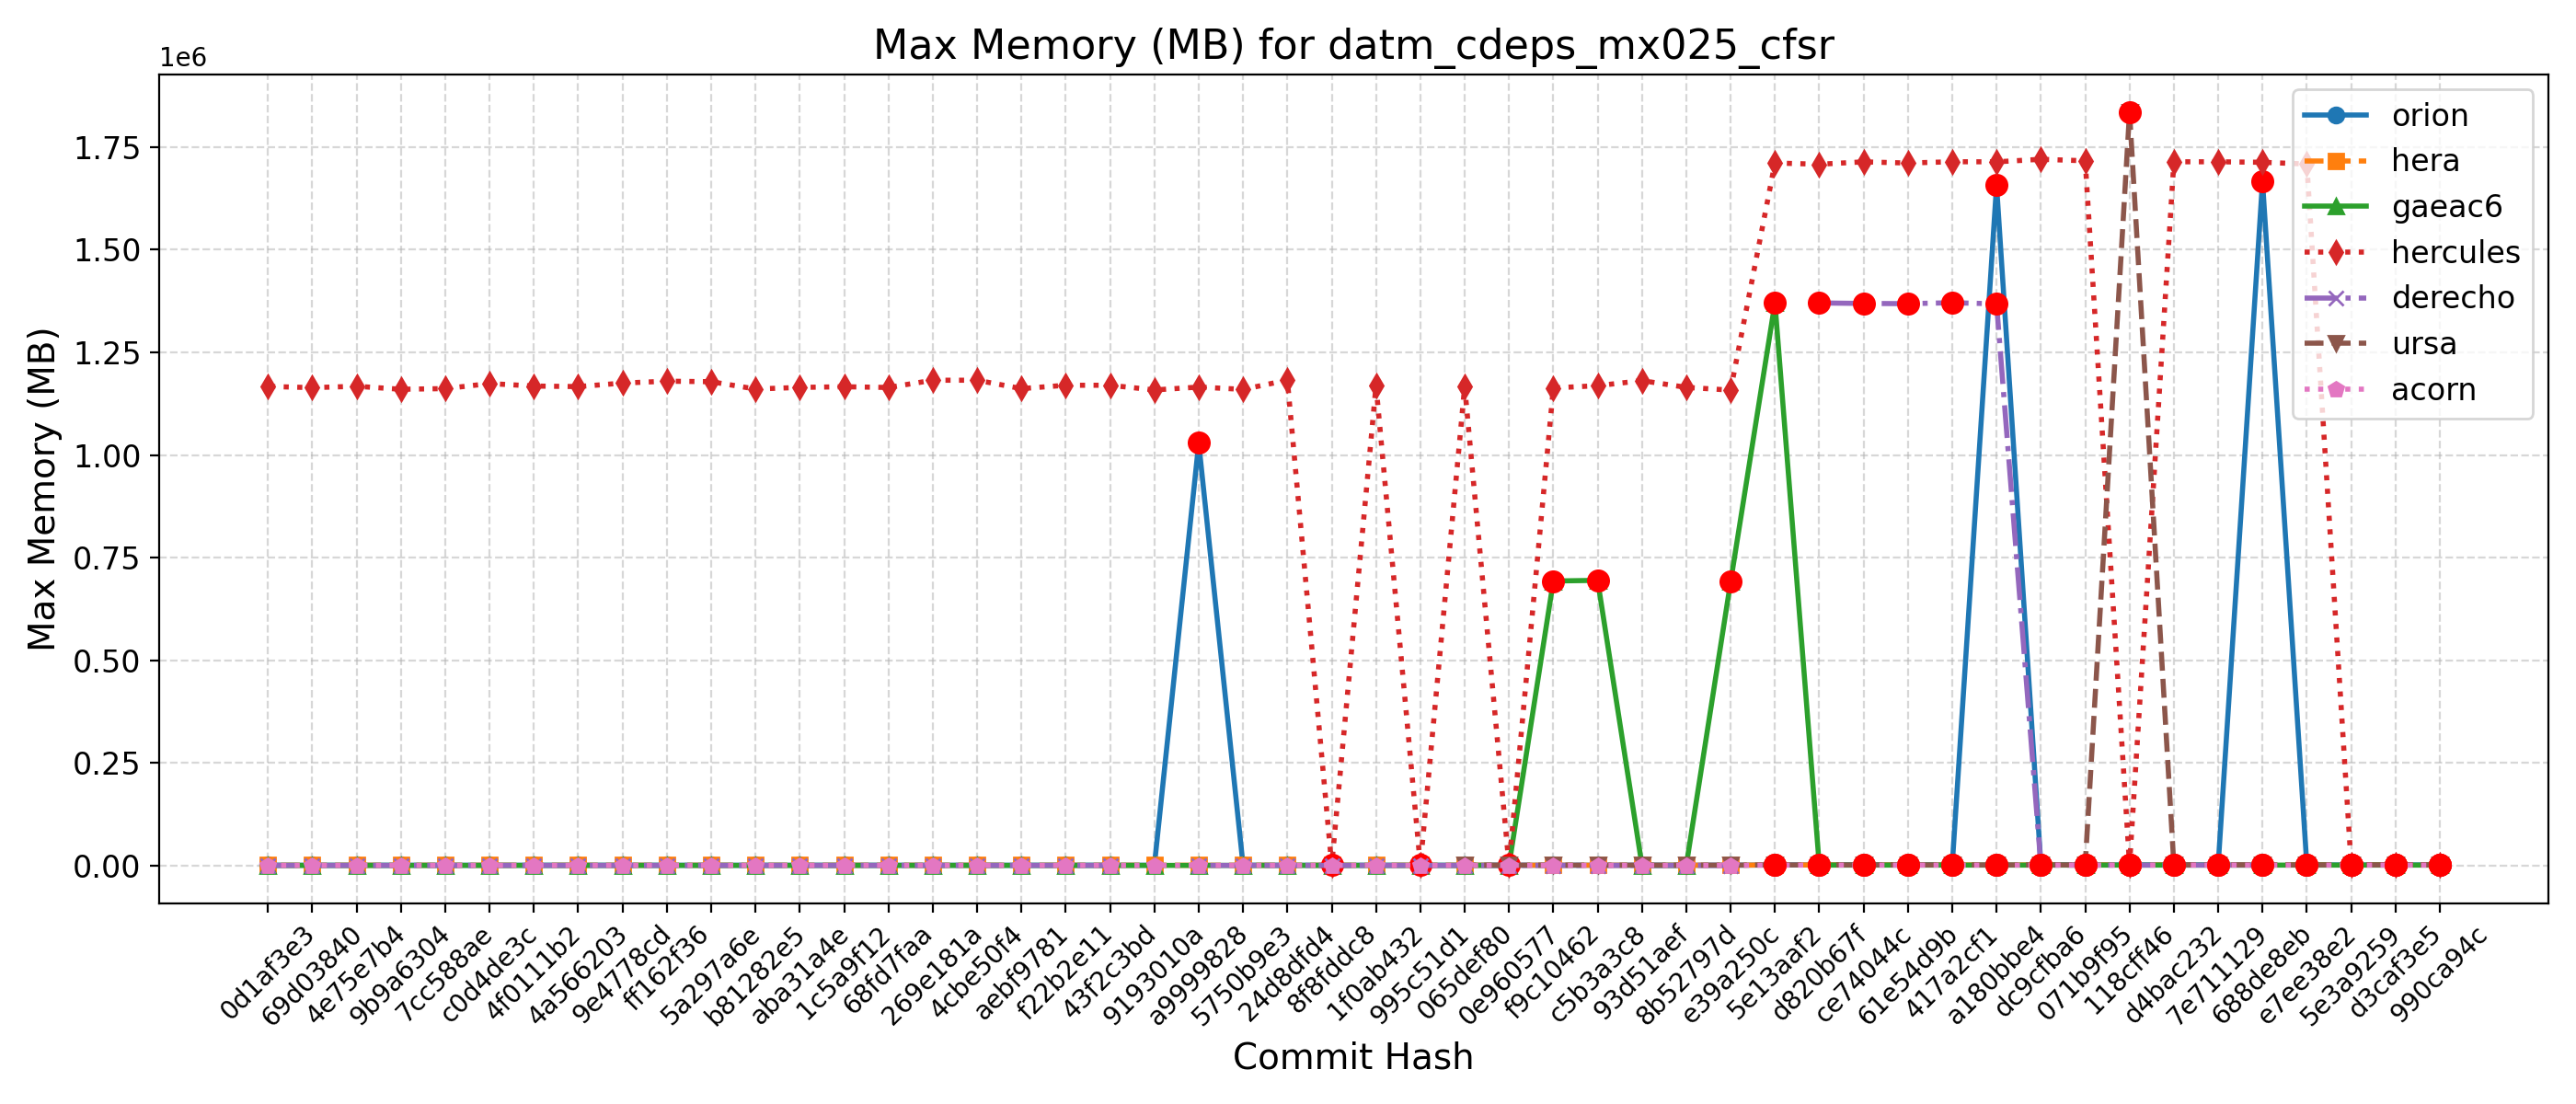 Max Memory (MB) for datm_cdeps_mx025_cfsr
1e6
1.75
1.50
1.25
1.00
0.75
0.50
0.25
0.00
Max Memory (MB)
orion
hera
gaeac6
hercules
derecho
ursa
acorn
0d1af3e3
69d03840
4e75e7b4
9b9a6304
7cc588ae
c0d4de3c
4f0111b2
4a566203
9e4778cd
ff162f36
5a297a6e
b81282e5
aba31a4e
1c5a9f12
68fd7faa
269e181a
4cbe50f4
aebf9781
f22b2e11
43f2c3bd
9193010a
a9999828
5750b9e3
24d8dfd4
8f8fddc8
1f0ab432
995c51d1
065def80
0e960577
f9c10462
c5b3a3c8
93d51aef
8b52797d
e39a250c
5e13aaf2
d820b67f
ce74044c
61e54d9b
417a2cf1
a180bbe4
dc9cfba6
071b9f95
118cff46
d4bac232
7e711129
688de8eb
e7ee38e2
5e3a9259
d3caf3e5
990ca94c
Commit Hash